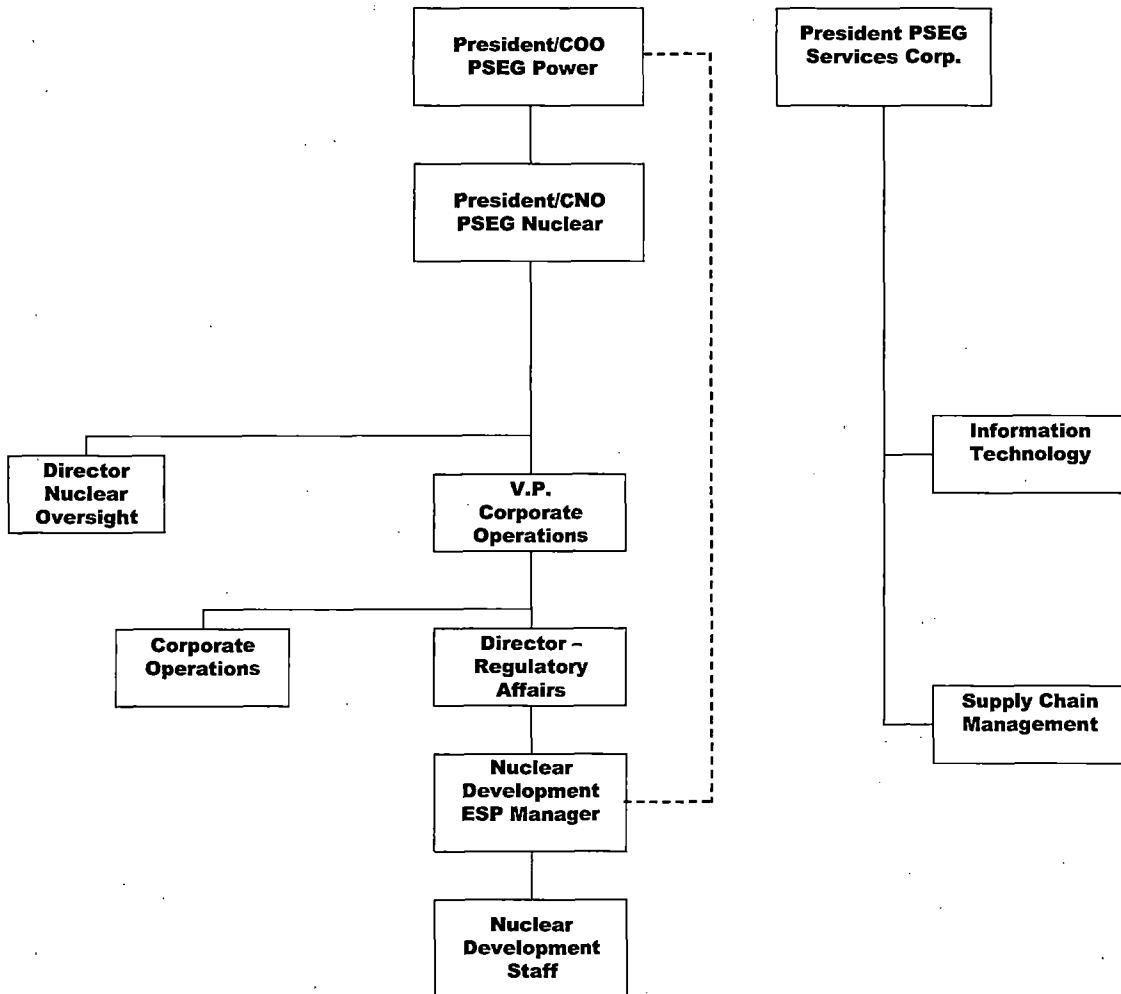 President/COO
PSEG Power
President PSEG
Services Corp.
President/CNO
PSEG Nuclear
Director
Nuclear
Oversight
V.P.
Corporate
Operations
Information
Technology
Corporate
Operations
Director –
Regulatory
Affairs
Supply Chain
Management
Nuclear
Development
ESP Manager
Nuclear
Development
Staff